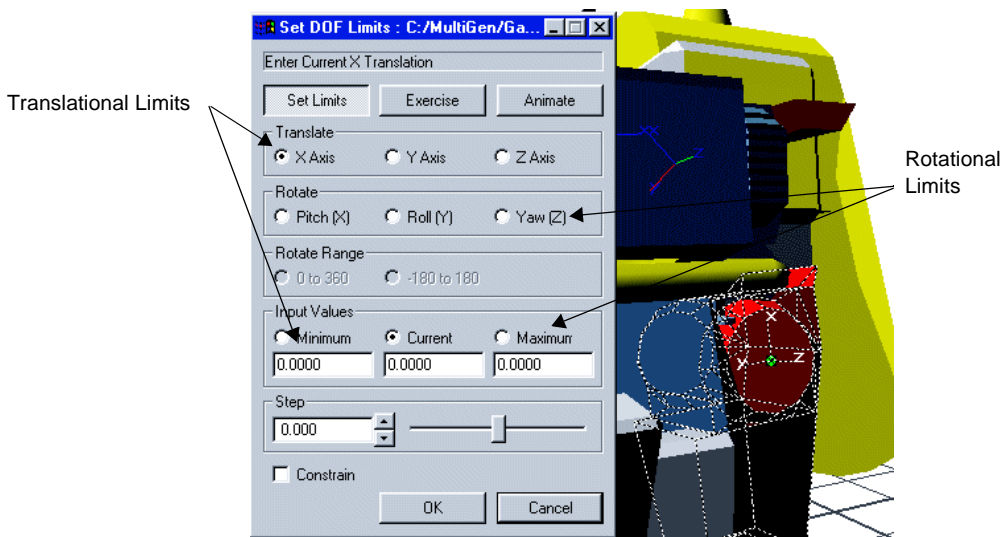 Set DOF Limits : C:/MultiGen/Ga...
Enter Current X Translation
Set Limits Exercise Animate
Translational Limits
Translate
X Axis Y Axis Z Axis
Rotational
Limits
Rotate
Pitch (X) Roll (Y) Yaw (Z)
Rotate Range
0 to 360 -180 to 180
Input Values
Minimum Current Maximum
0.0000 0.0000 0.0000
Step
0.000
Constrain
OK Cancel
XX
Z
X
Y Z